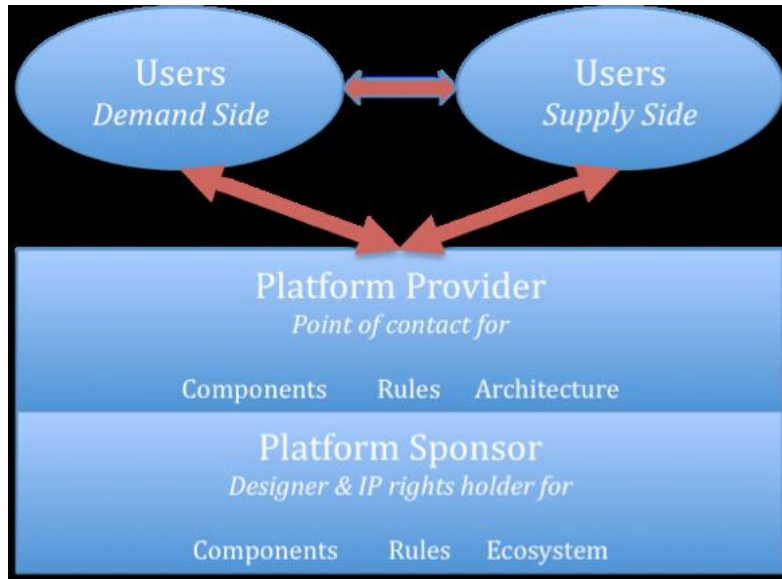 Users
Demand Side
Users
Supply Side
Platform Provider
Point of contact for
Components Rules Architecture
Platform Sponsor
Designer & IP rights holder for
Components Rules Ecosystem